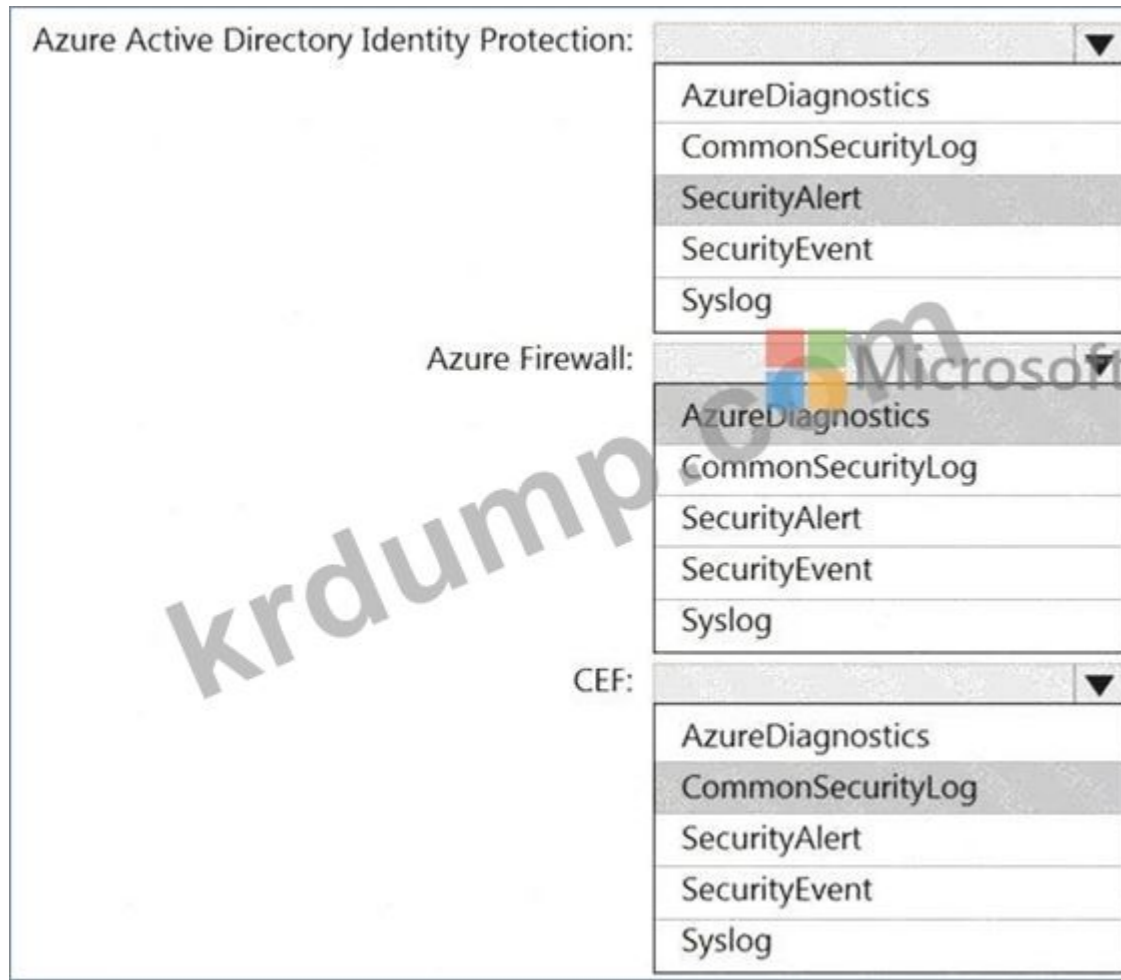 Azure Active Directory Identity Protection:
AzureDiagnostics
CommonSecurityLog
SecurityAlert
SecurityEvent
Syslog
Azure Firewall:
Microsoft
AzureDiagnostics
CommonSecurityLog
SecurityAlert
SecurityEvent
Syslog
krdump.com
CEF:
AzureDiagnostics
CommonSecurityLog
SecurityAlert
SecurityEvent
Syslog